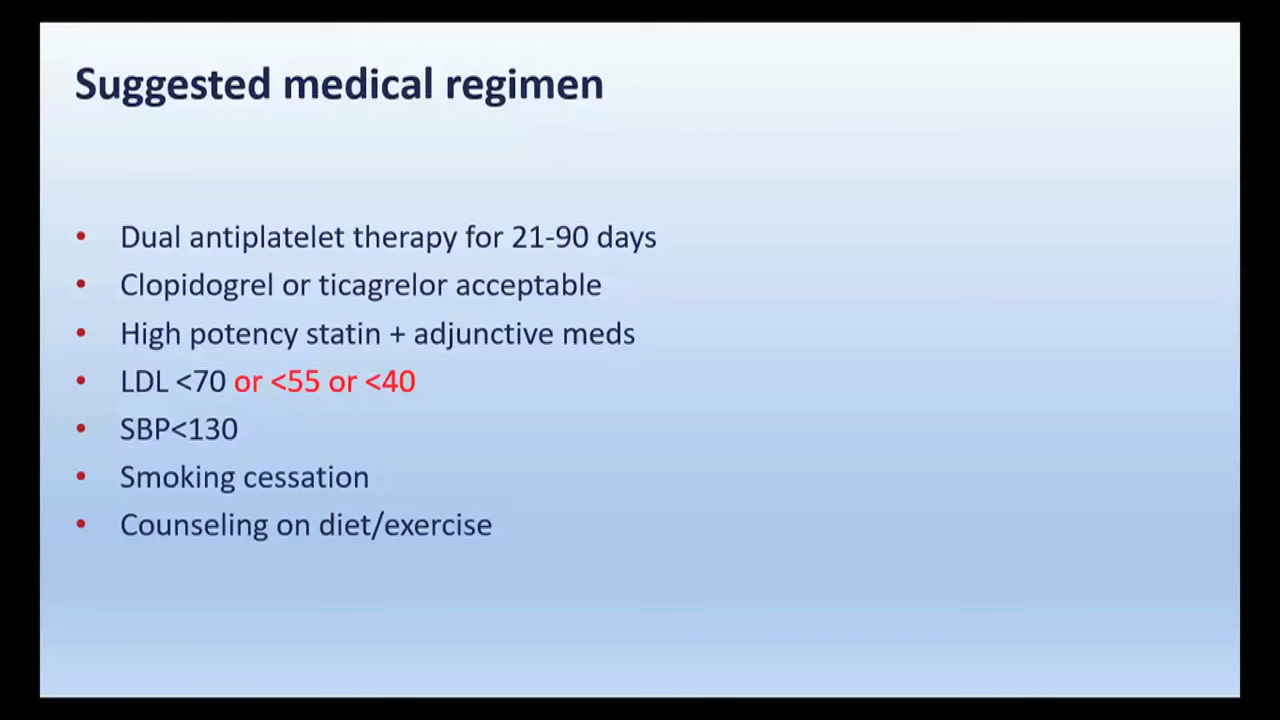 Suggested medical regimen
• Dual antiplatelet therapy for 21-90 days
• Clopidogrel or ticagrelor acceptable
• High potency statin + adjunctive meds
• LDL <70 or <55 or <40
• SBP<130
• Smoking cessation
• Counseling on diet/exercise